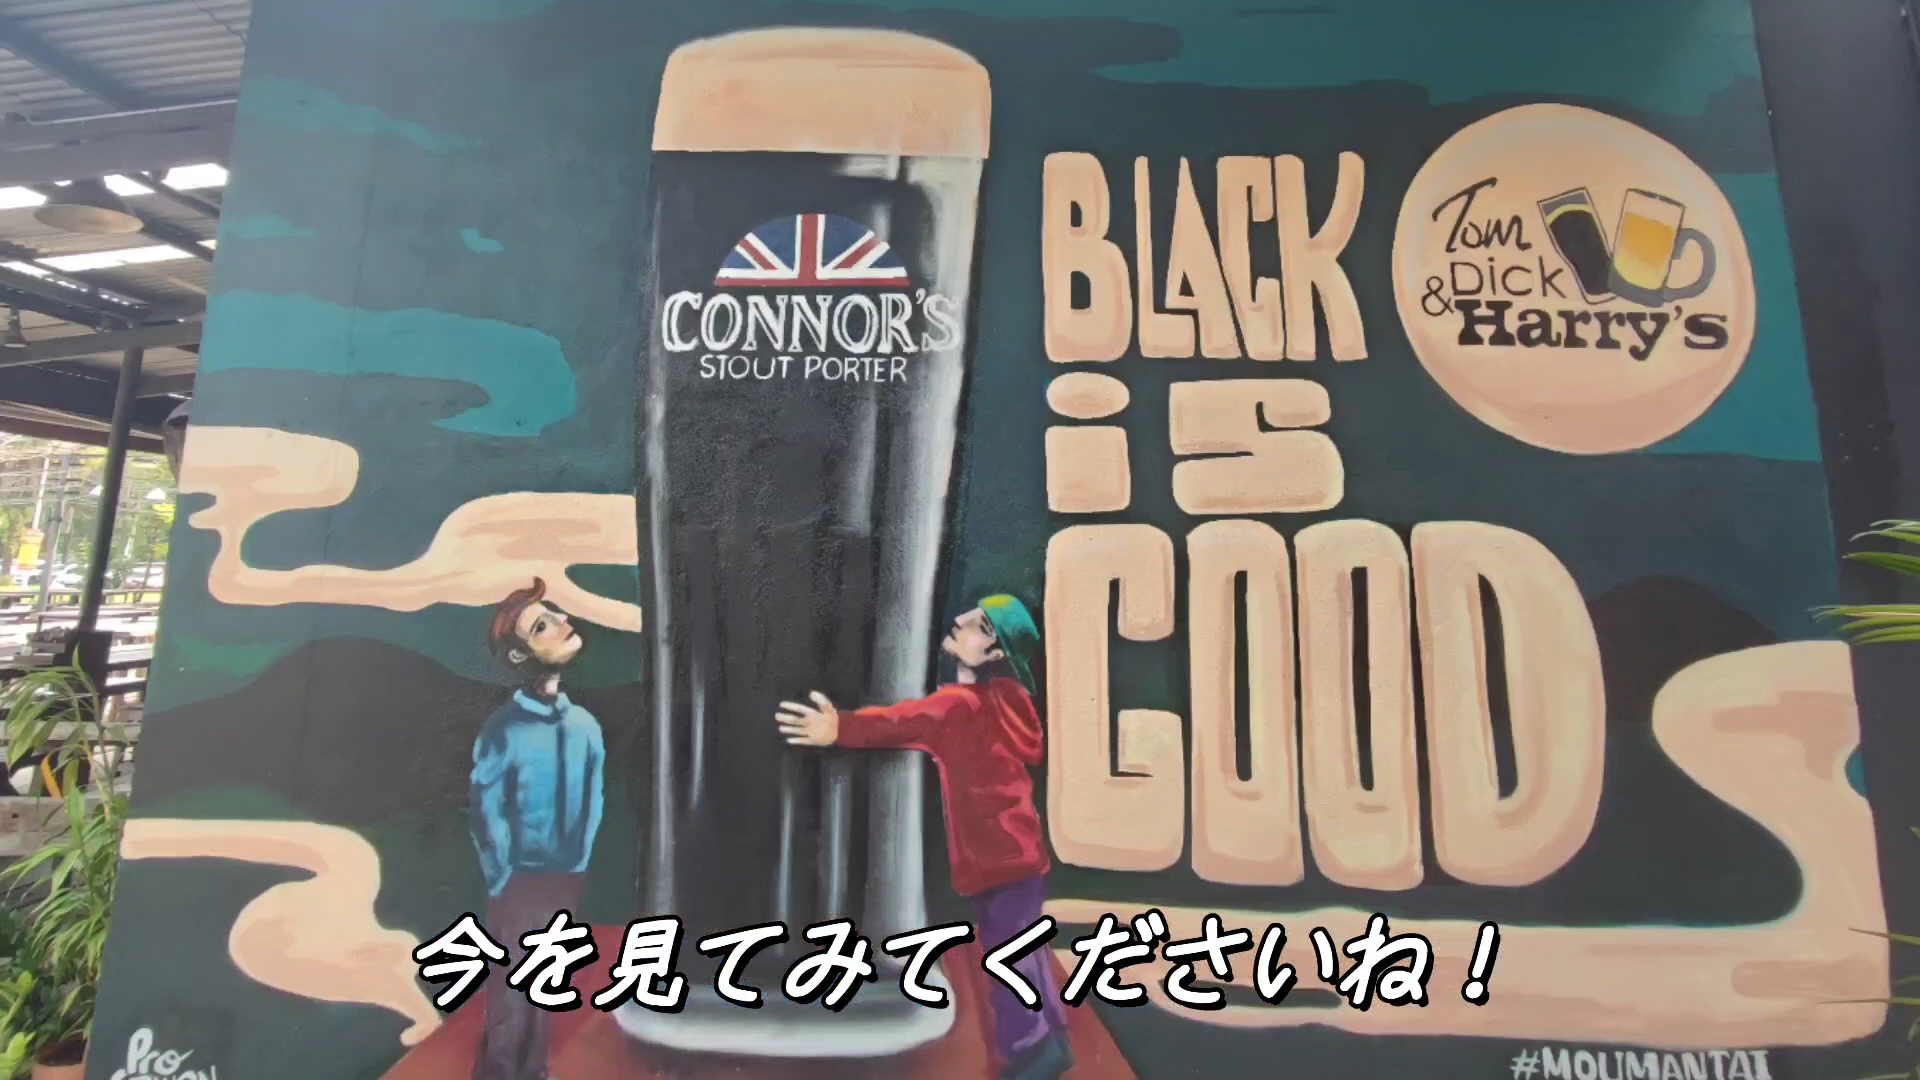 CONNOR'S
STOUT PORTER
BLACK
is
GOOD
Tom
Dick
& Harry's
今を見てみてくださいね！
Pro
#MOUMANTAI